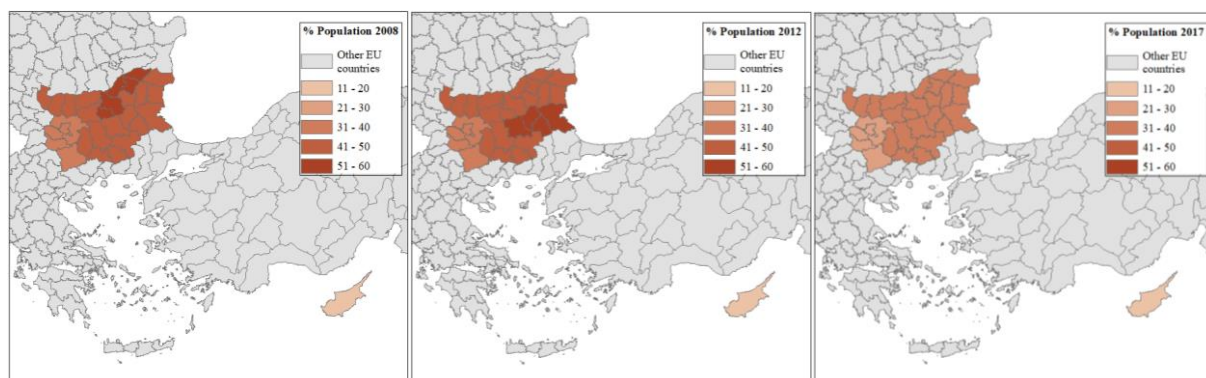 % Population 2008
Other EU
countries
11 - 20
21 - 30
31 - 40
41 - 50
51 - 60
% Population 2012
Other EU
countries
11 - 20
21 - 30
31 - 40
41 - 50
51 - 60
% Population 2017
Other EU
countries
11 - 20
21 - 30
31 - 40
41 - 50
51 - 60